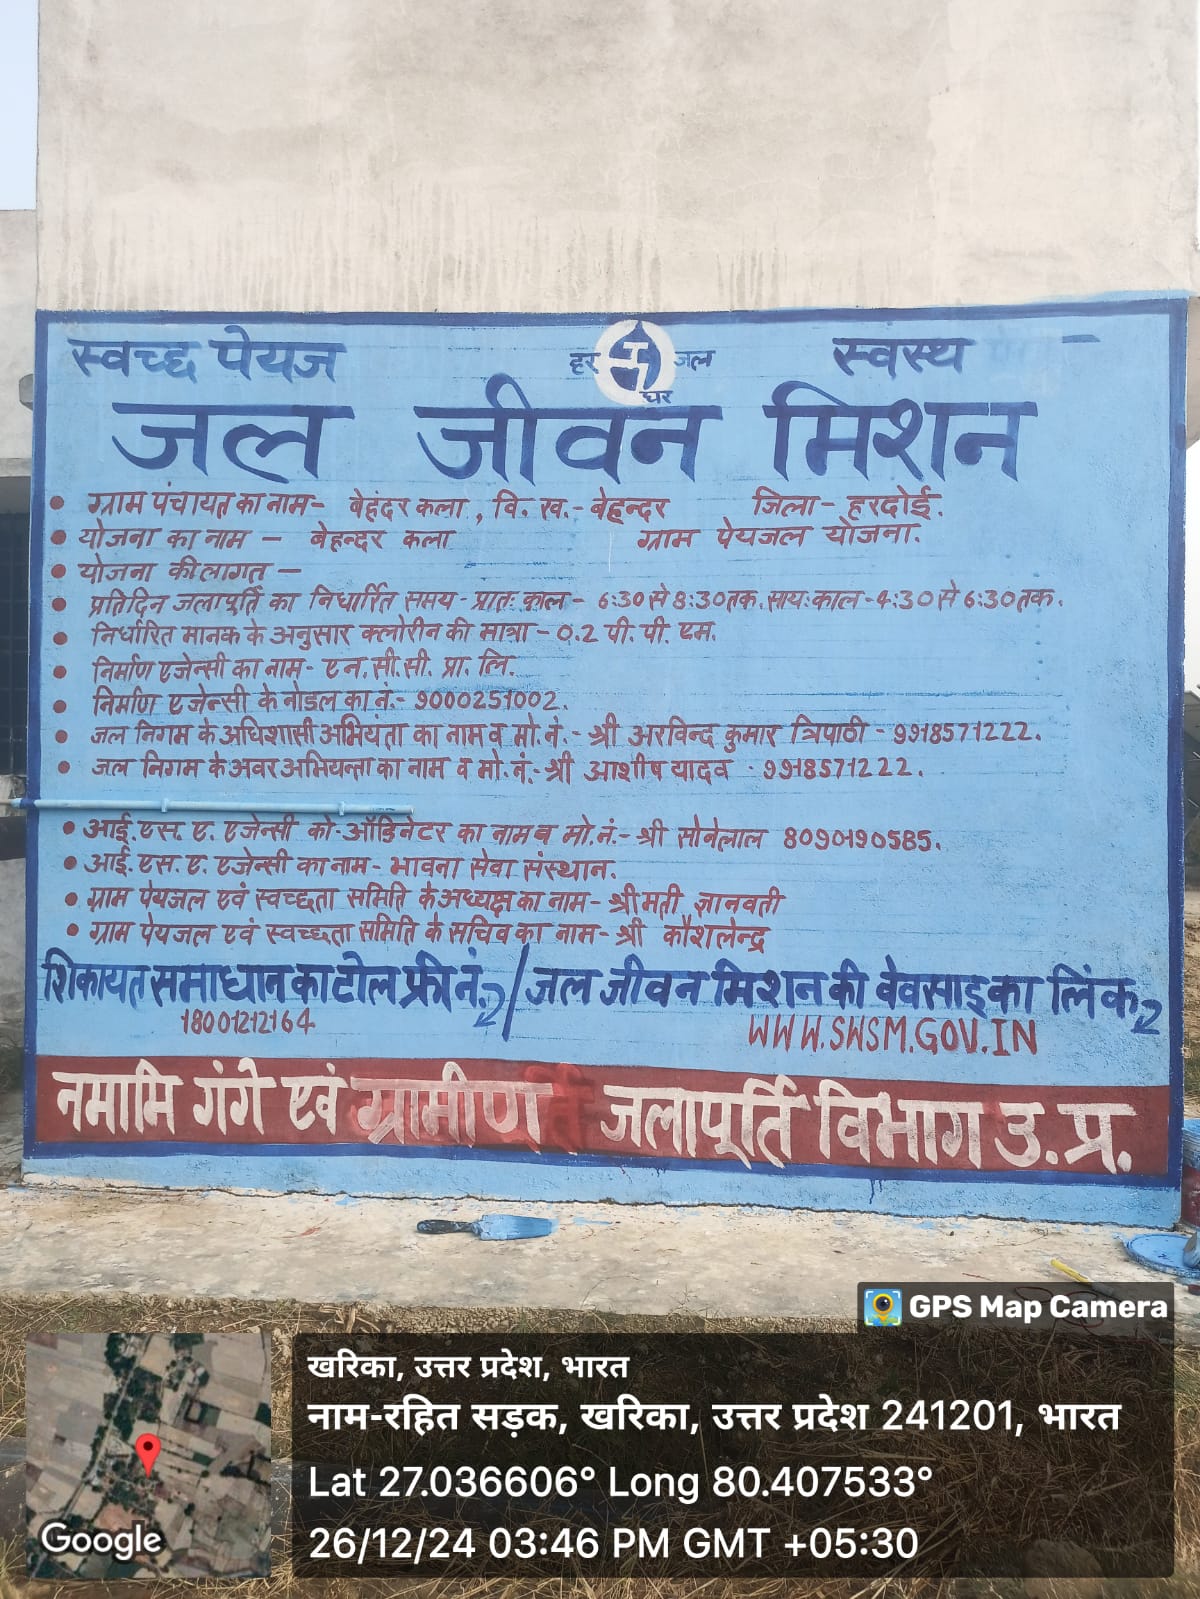 स्वच्छ पेयज हर जल घर स्वस्थ
जल जीवन मिशन
• ग्राम पंचायत का नाम- बेहंदर कला, वि. ख.- बेहन्दर जिला- हरदोई.
• योजना का नाम - बेहन्दर कला ग्राम पेयजल योजना.
• योजना की लागत -
• प्रतिदिन जलापूर्ति का निर्धारित समय- प्रातः काल- 6:30 से 8:30 तक. सायः काल-4:30 से 6:30 तक.
• निर्धारित मानक के अनुसार क्लोरीन की मात्रा- 0.2 पी. पी. एम.
• निर्माण एजेन्सी का नाम- एन. सी. सी. प्रा. लि.
• निर्माण एजेन्सी के नोडल का नं.- 9000251002.
• जल निगम के अधिशासी अभियंता का नाम व मो. नं.- श्री अरविन्द कुमार त्रिपाठी - 9918571222.
• जल निगम के अवर अभियन्ता का नाम व मो. नं.- श्री आशीष यादव - 9918571222.
• आई. एस. ए. एजेन्सी को-ऑडिनेटर का नाम व मो. नं.- श्री सोनेलाल 8090190585.
• आई. एस. ए. एजेन्सी का नाम- भावना सेवा संस्थान.
• ग्राम पेयजल एवं स्वच्छता समिति के अध्यक्ष का नाम- श्रीमती ज्ञानवती
• ग्राम पेयजल एवं स्वच्छता समिति के सचिव का नाम- श्री कौशलेन्द्र
शिकायत समाधान का टोल फ्री नं. / जल जीवन मिशन की वेवसाइ का लिंक
18001212164 WWW.SWSM.GOV.IN
नमामि गंगे एवं ग्रामीण जलापूर्ति विभाग उ. प्र.
GPS Map Camera
खरिका, उत्तर प्रदेश, भारत
नाम-रहित सड़क, खरिका, उत्तर प्रदेश 241201, भारत
Lat 27.036606° Long 80.407533°
26/12/24 03:46 PM GMT +05:30
Google